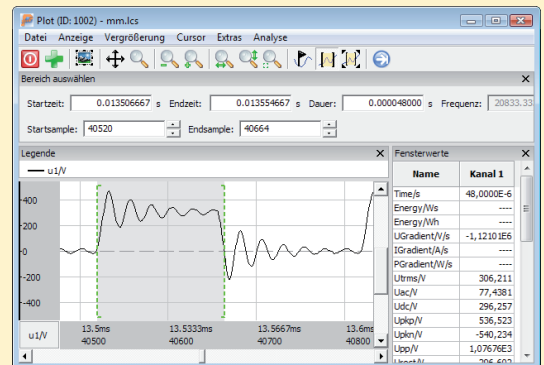 Plot (ID: 1002) - mm.lcs
Datei Anzeige Vergrößerung Cursor Extras Analyse
Bereich auswählen
Startzeit: 0.013506667 s Endzeit: 0.013554667 s Dauer: 0.000048000 s Frequenz: 20833.33
Startsample: 40520 Endsample: 40664
Legende
u1/V
400
200
0
-200
-400
u1/V
13.5ms 13.5333ms 13.5667ms 13.6ms
40500 40600 40700 40800
Fensterwerte
Name Kanal 1
Time/s 48,0000E-6
Energy/Ws ----
Energy/Wh ----
UGradient/V/s -1,12101E6
IGradient/A/s ----
PGradient/W/s ----
Utrms/V 306,211
Uac/V 77,4381
Udc/V 296,257
Upkp/V 536,523
Upkn/V -540,234
Upp/V 1,07676E3